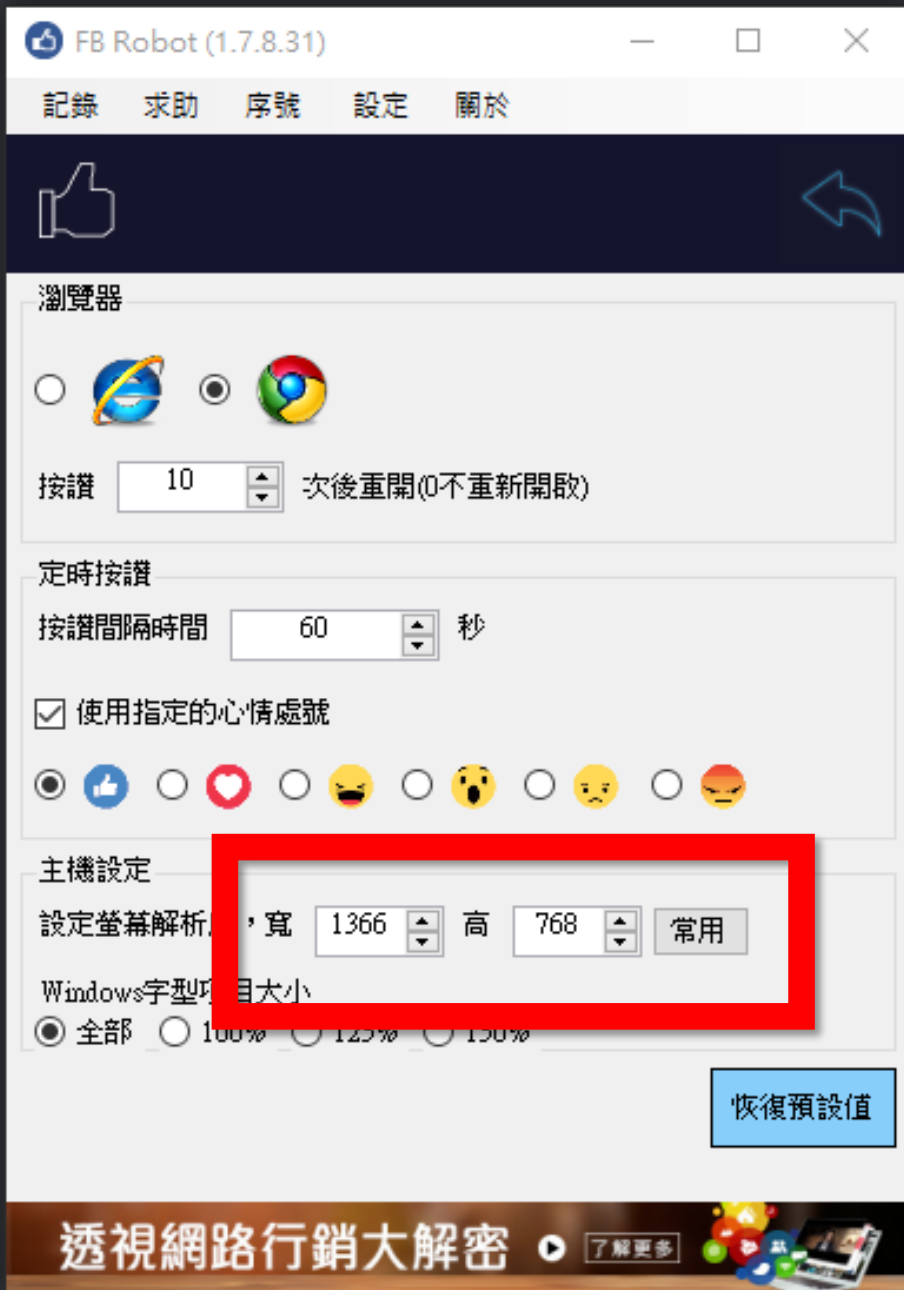 FB Robot (1.7.8.31)
記錄 求助 序號 設定 關於
瀏覽器
按讚 10 次後重開(0不重新開啟)
定時按讚
按讚間隔時間 60 秒
使用指定的心情處號
主機設定
設定螢幕解析 ，寬 1366 高 768 常用
Windows字型項目大小
全部 100% 125% 150%
恢復預設值
透視網路行銷大解密 了解更多